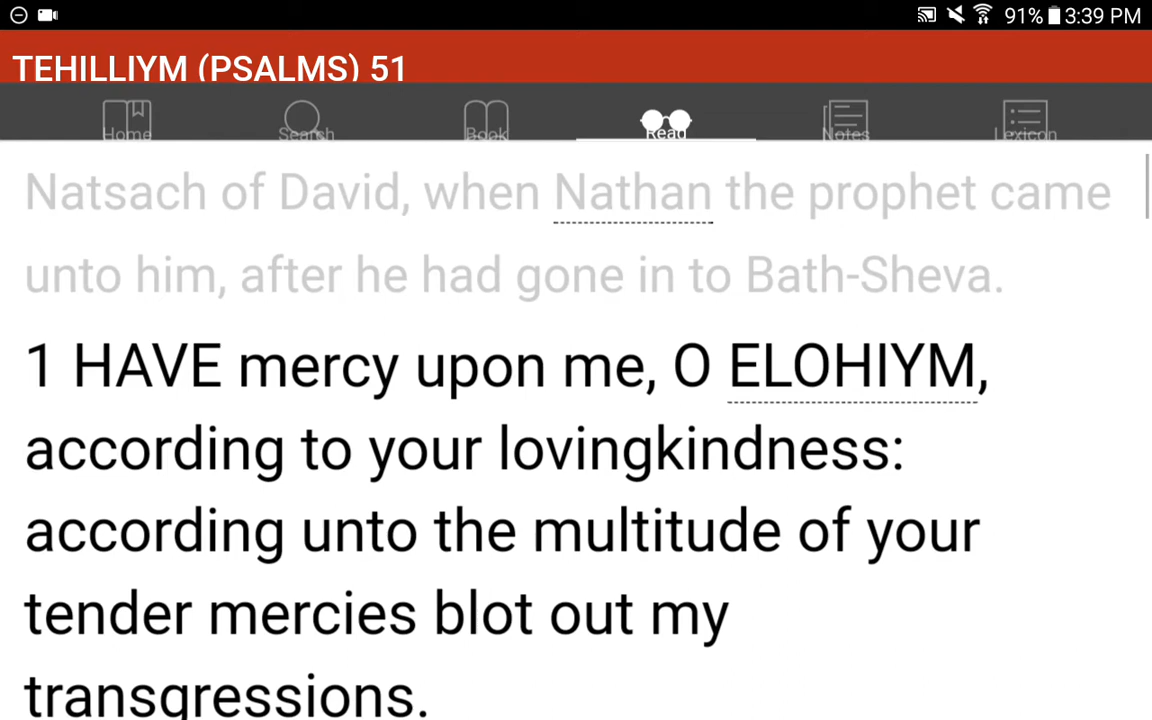 91% 3:39 PM
TEHILLIYM (PSALMS) 51
Home Search Book Read Notes Lexicon
Natsach of David, when Nathan the prophet came
unto him, after he had gone in to Bath-Sheva.
1 HAVE mercy upon me, O ELOHIYM,
according to your lovingkindness:
according unto the multitude of your
tender mercies blot out my
transgressions.